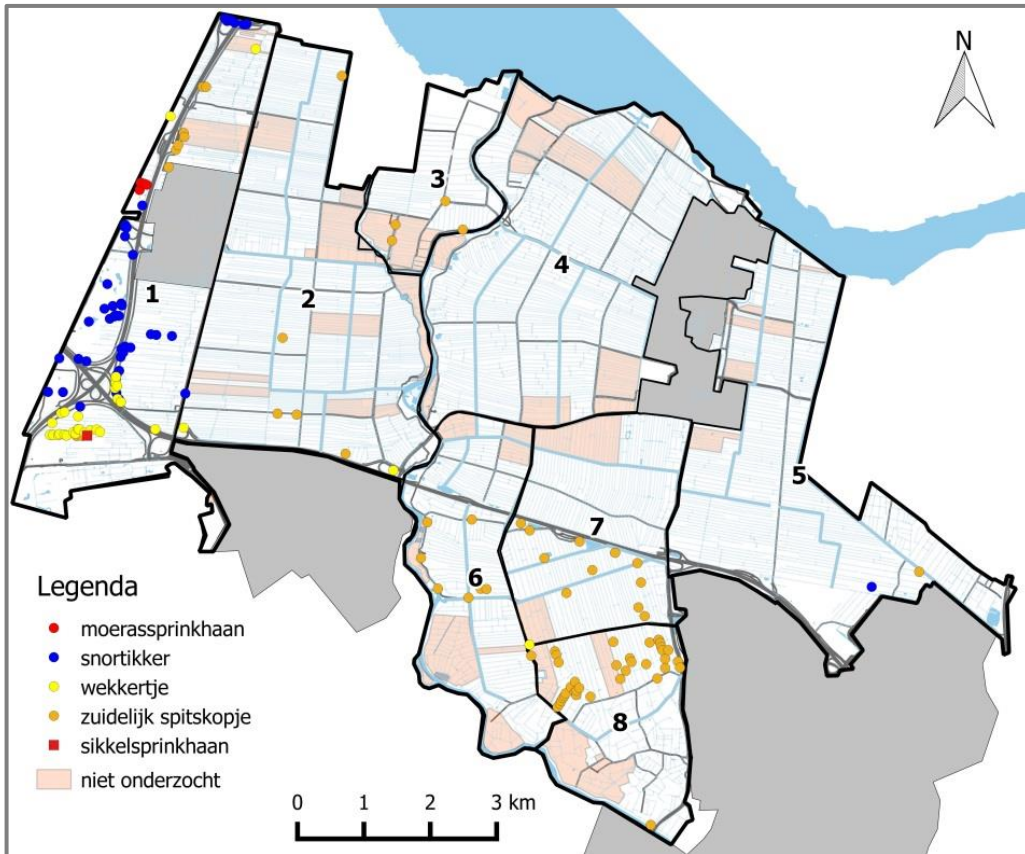 N
3
4
1
2
5
7
6
8
Legenda
moerassprinkhaan
snortikker
wekkertje
zuidelijk spitskopje
sikkelsprinkhaan
niet onderzocht
0 1 2 3 km